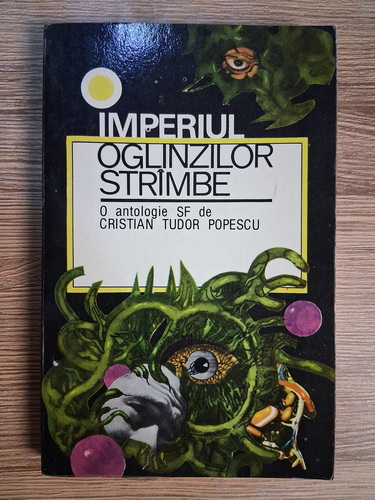 IMPERIUL
OGLINZILOR
STRÎMBE
O antologie SF de
CRISTIAN TUDOR POPESCU